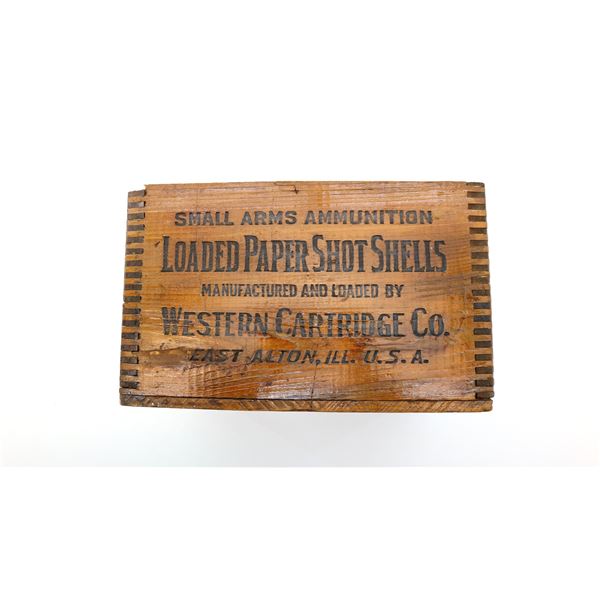 SMALL ARMS AMMUNITION
LOADED PAPER SHOT SHELLS
MANUFACTURED AND LOADED BY
WESTERN CARTRIDGE CO.
EAST ALTON, ILL. U.S.A.